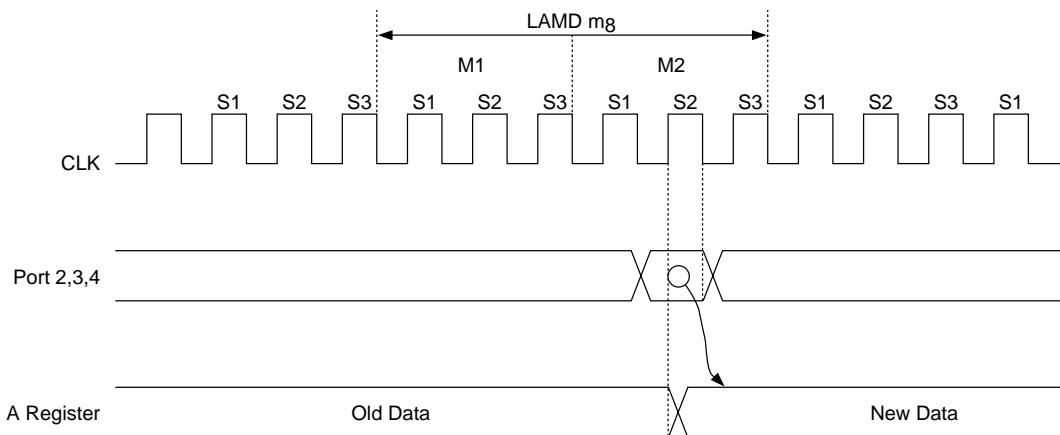 LAMD m8
M1 M2
S1 S2 S3 S1 S2 S3 S1 S2 S3 S1 S2 S3 S1
CLK
Port 2,3,4
A Register Old Data New Data